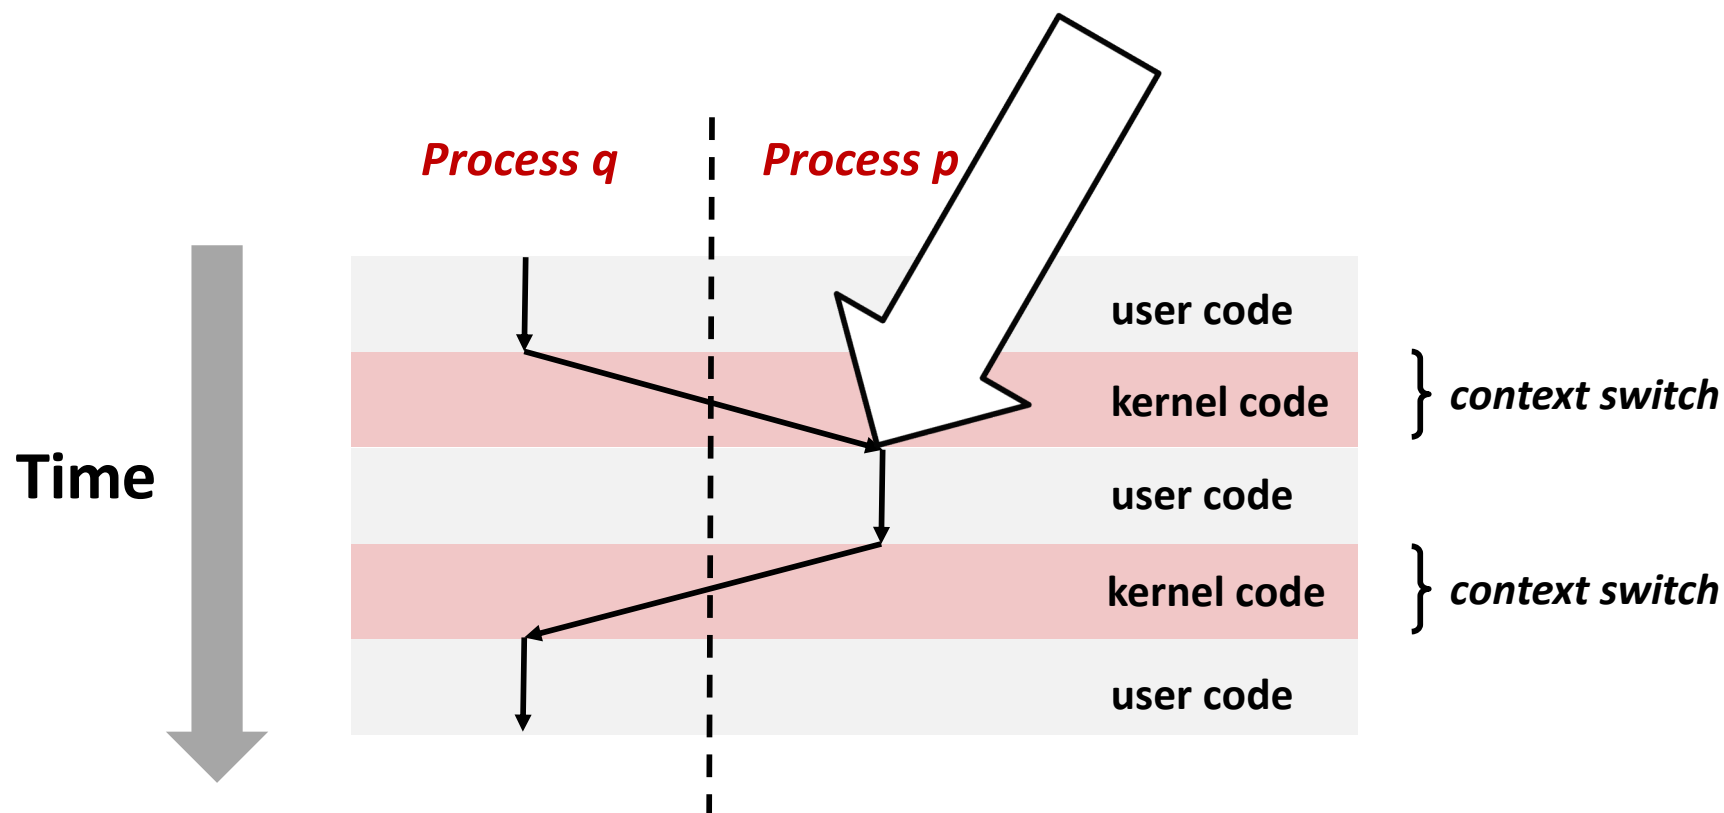 Process q
Process p
user code
kernel code
context switch
Time
user code
kernel code
context switch
user code